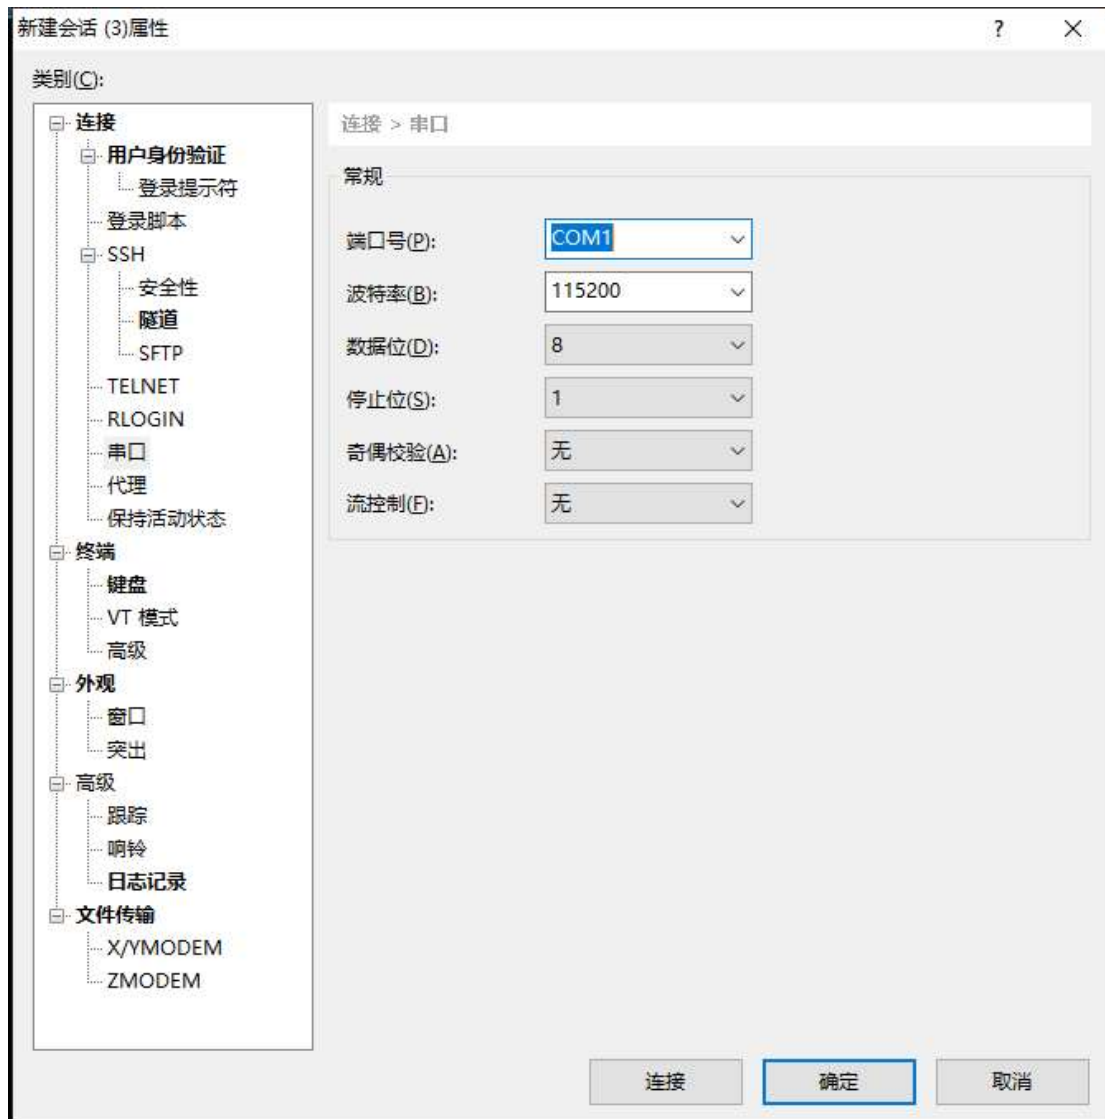 新建会话 (3)属性
类别(C):
连接
用户身份验证
登录提示符
登录脚本
SSH
安全性
隧道
SFTP
TELNET
RLOGIN
串口
代理
保持活动状态
终端
键盘
VT 模式
高级
外观
窗口
突出
高级
跟踪
响铃
日志记录
文件传输
X/YMODEM
ZMODEM
连接 > 串口
常规
端口号(P): COM1
波特率(B): 115200
数据位(D): 8
停止位(S): 1
奇偶校验(A): 无
流控制(F): 无
连接 确定 取消